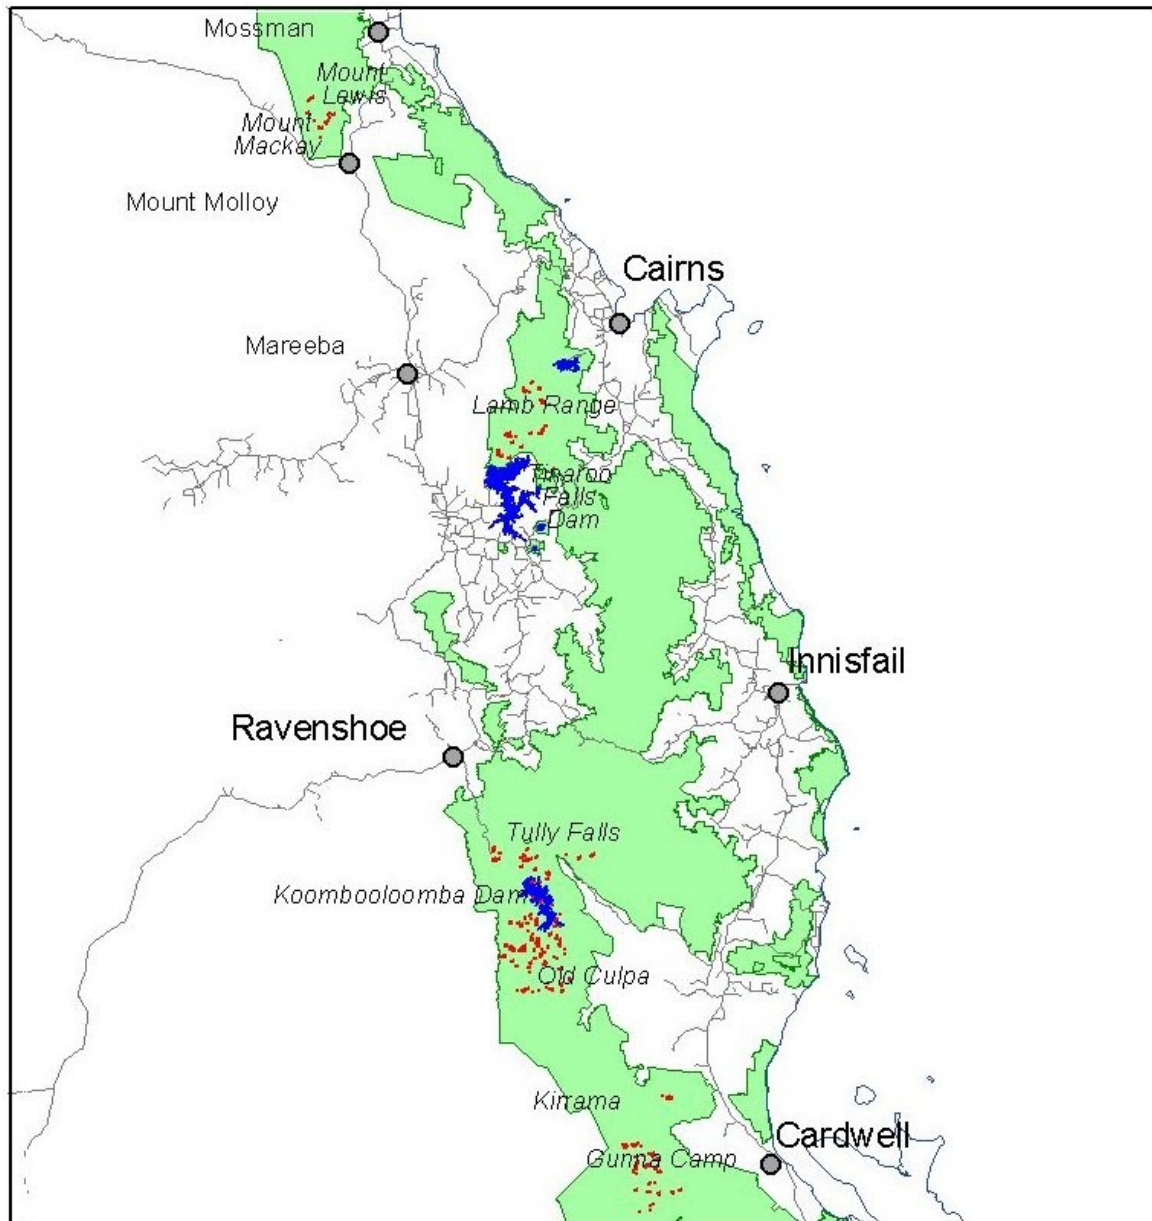 Mossman
Mount
Lewis
Mount
Mackay
Mount Molloy
Cairns
Mareeba
Lamb Range
Tinaroo
Falls
Dam
Innisfail
Ravenshoe
Tully Falls
Koombooloomba Dam
Old Culpa
Kirrama
Cardwell
Gunna Camp